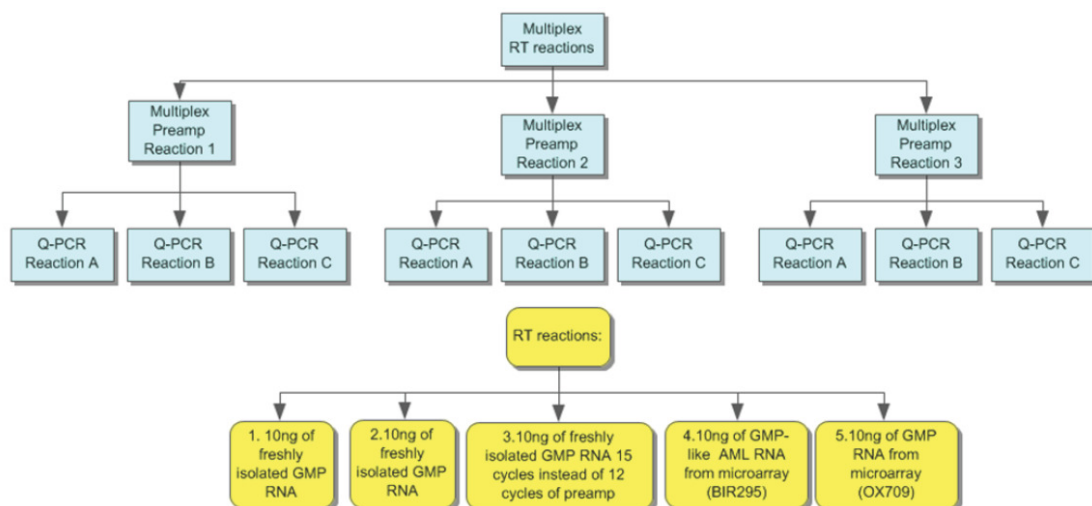 Multiplex
RT reactions
Multiplex
Preamp
Reaction 1
Multiplex
Preamp
Reaction 2
Multiplex
Preamp
Reaction 3
Q-PCR
Reaction A
Q-PCR
Reaction B
Q-PCR
Reaction C
Q-PCR
Reaction A
Q-PCR
Reaction B
Q-PCR
Reaction C
Q-PCR
Reaction A
Q-PCR
Reaction B
Q-PCR
Reaction C
RT reactions:
1. 10ng of
freshly
isolated GMP
RNA
2.10ng of
freshly
isolated GMP
RNA
3.10ng of freshly
isolated GMP RNA 15
cycles instead of 12
cycles of preamp
4.10ng of GMP-
like AML RNA
from microarray
(BIR295)
5.10ng of GMP
RNA from
microarray
(OX709)